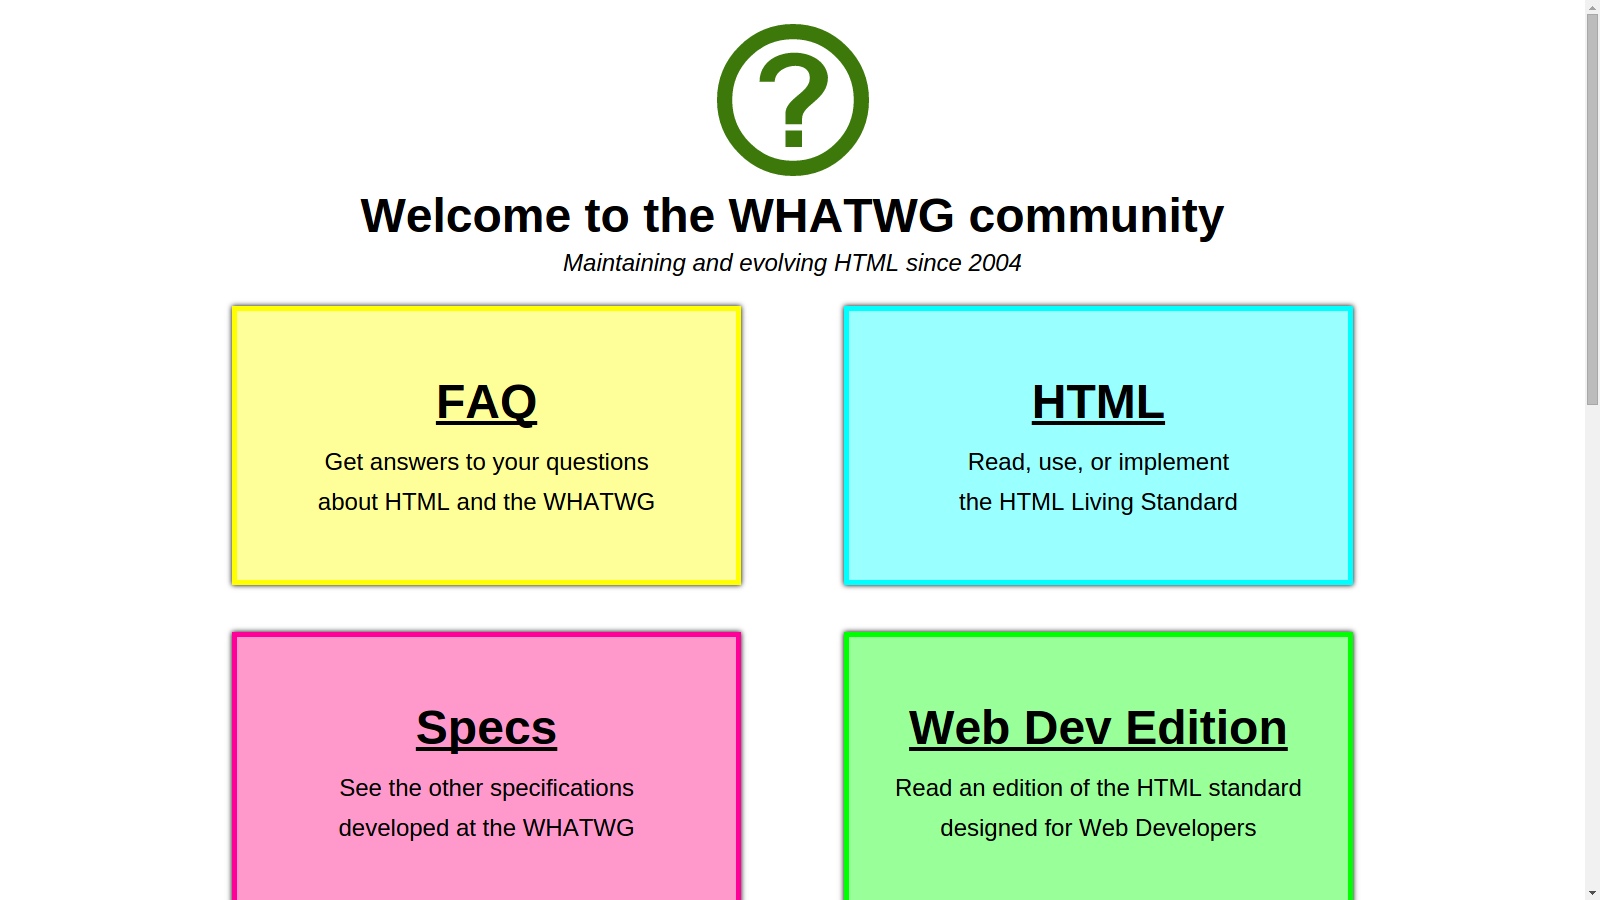 ?
Welcome to the WHATWG community
Maintaining and evolving HTML since 2004
FAQ
Get answers to your questions
about HTML and the WHATWG
HTML
Read, use, or implement
the HTML Living Standard
Specs
See the other specifications
developed at the WHATWG
Web Dev Edition
Read an edition of the HTML standard
designed for Web Developers